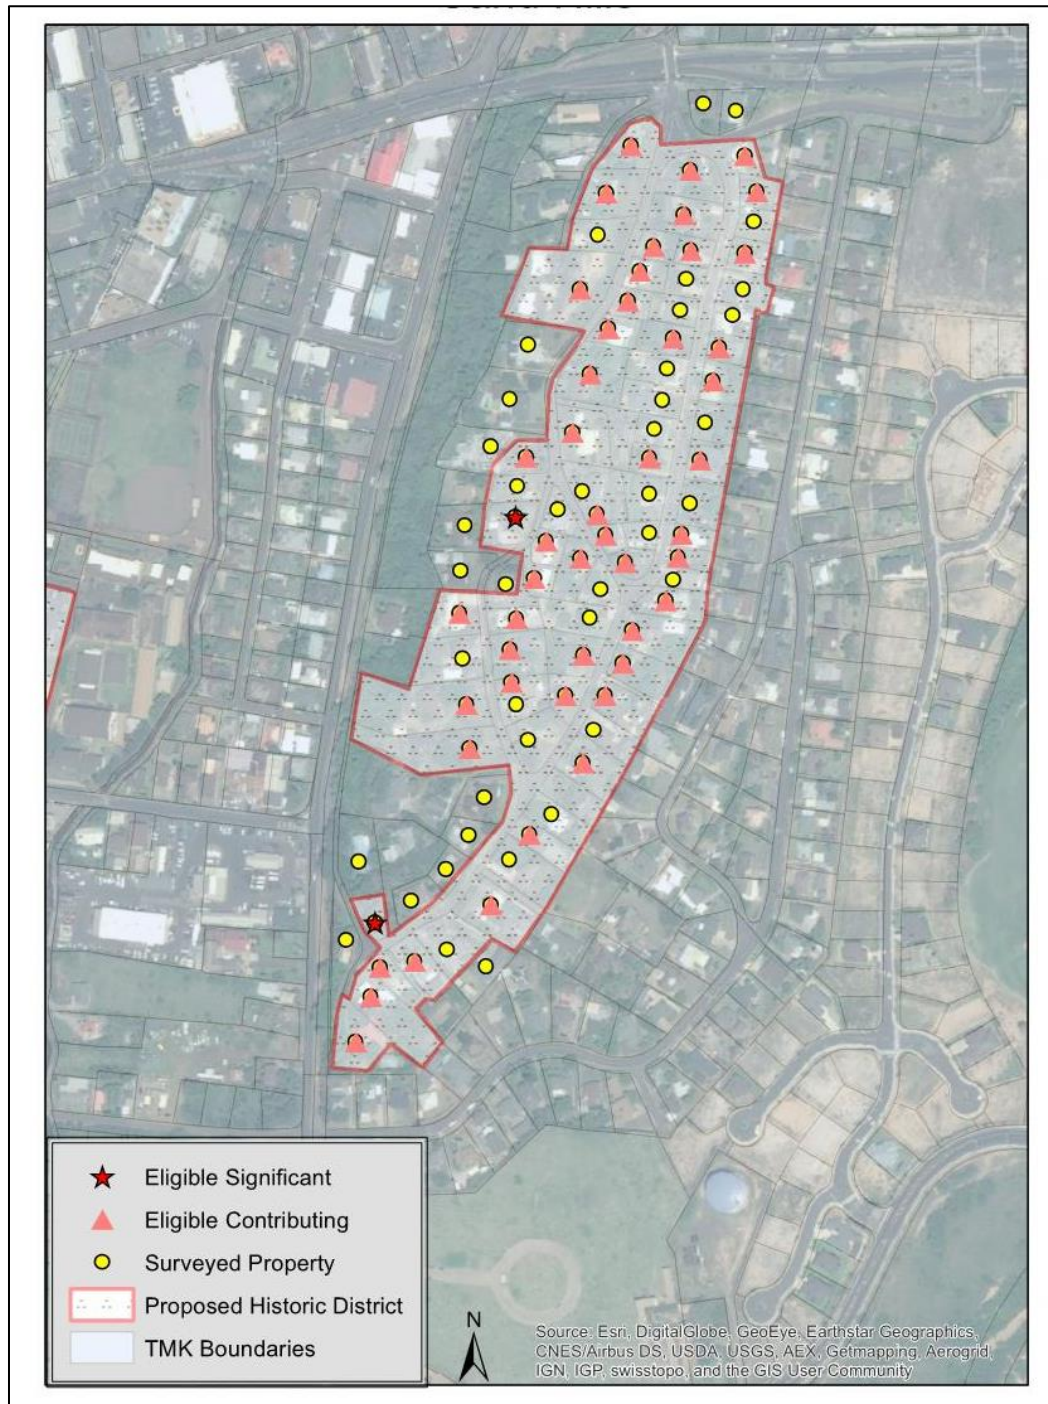 Eligible Significant
Eligible Contributing
Surveyed Property
Proposed Historic District
TMK Boundaries
N
Source: Esri, DigitalGlobe, GeoEye, Earthstar Geographics,
CNES/Airbus DS, USDA, USGS, AEX, Getmapping, Aerogrid,
IGN, IGP, swisstopo, and the GIS User Community